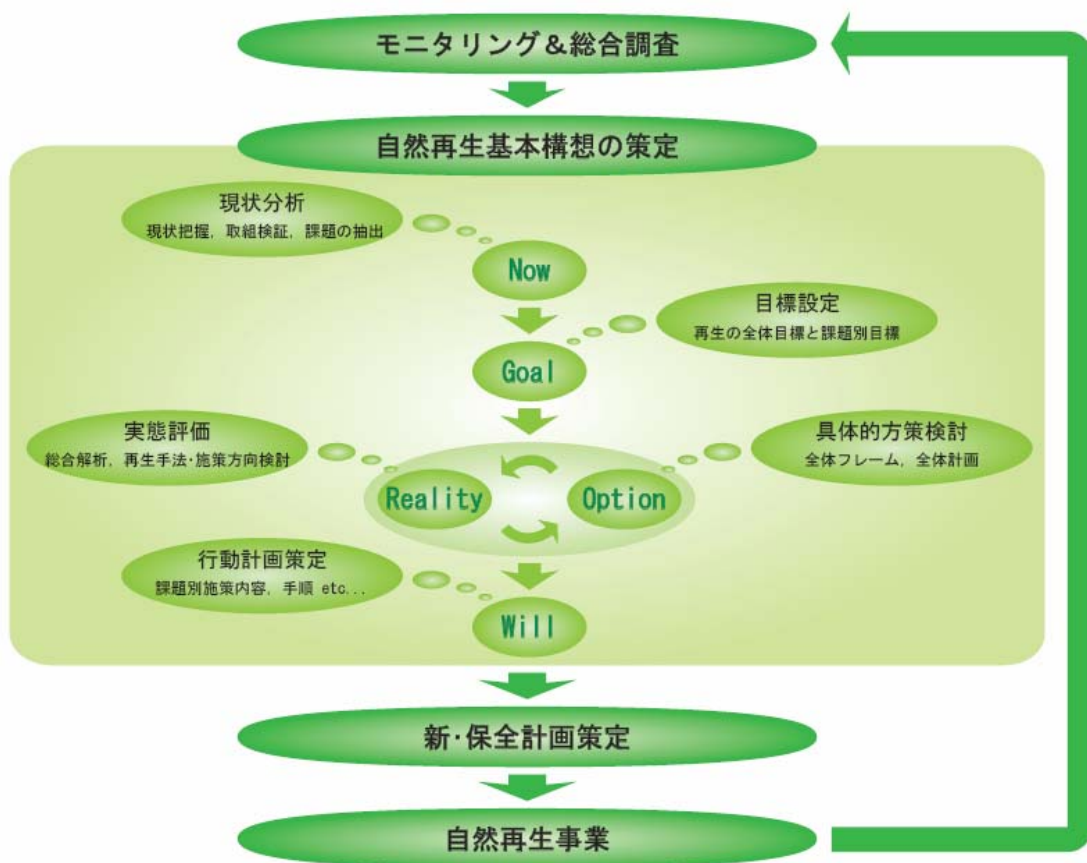 モニタリング＆総合調査
自然再生基本構想の策定
現状分析
現状把握，取組検証，課題の抽出
Now
目標設定
再生の全体目標と課題別目標
Goal
実態評価
総合解析，再生手法・施策方向検討
具体的方策検討
全体フレーム，全体計画
Reality
Option
行動計画策定
課題別施策内容，手順 etc...
Will
新・保全計画策定
自然再生事業